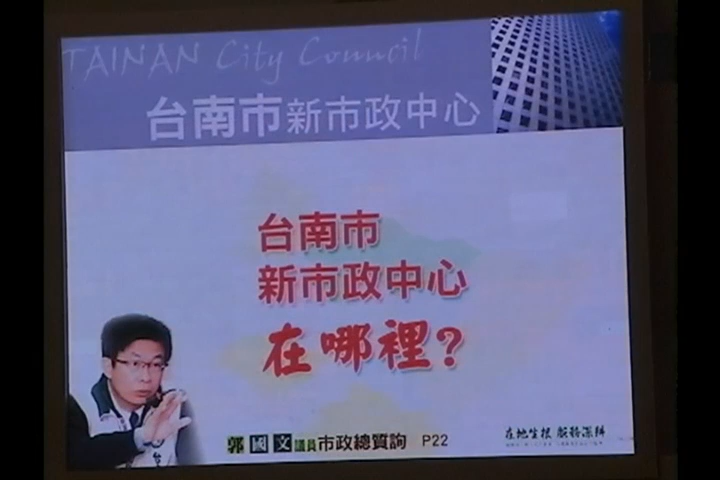 TAINAN City Council
台南市新市政中心
台南市
新市政中心
在哪裡?
郭國文議員市政總質詢 P22
在地生根 服務深耕